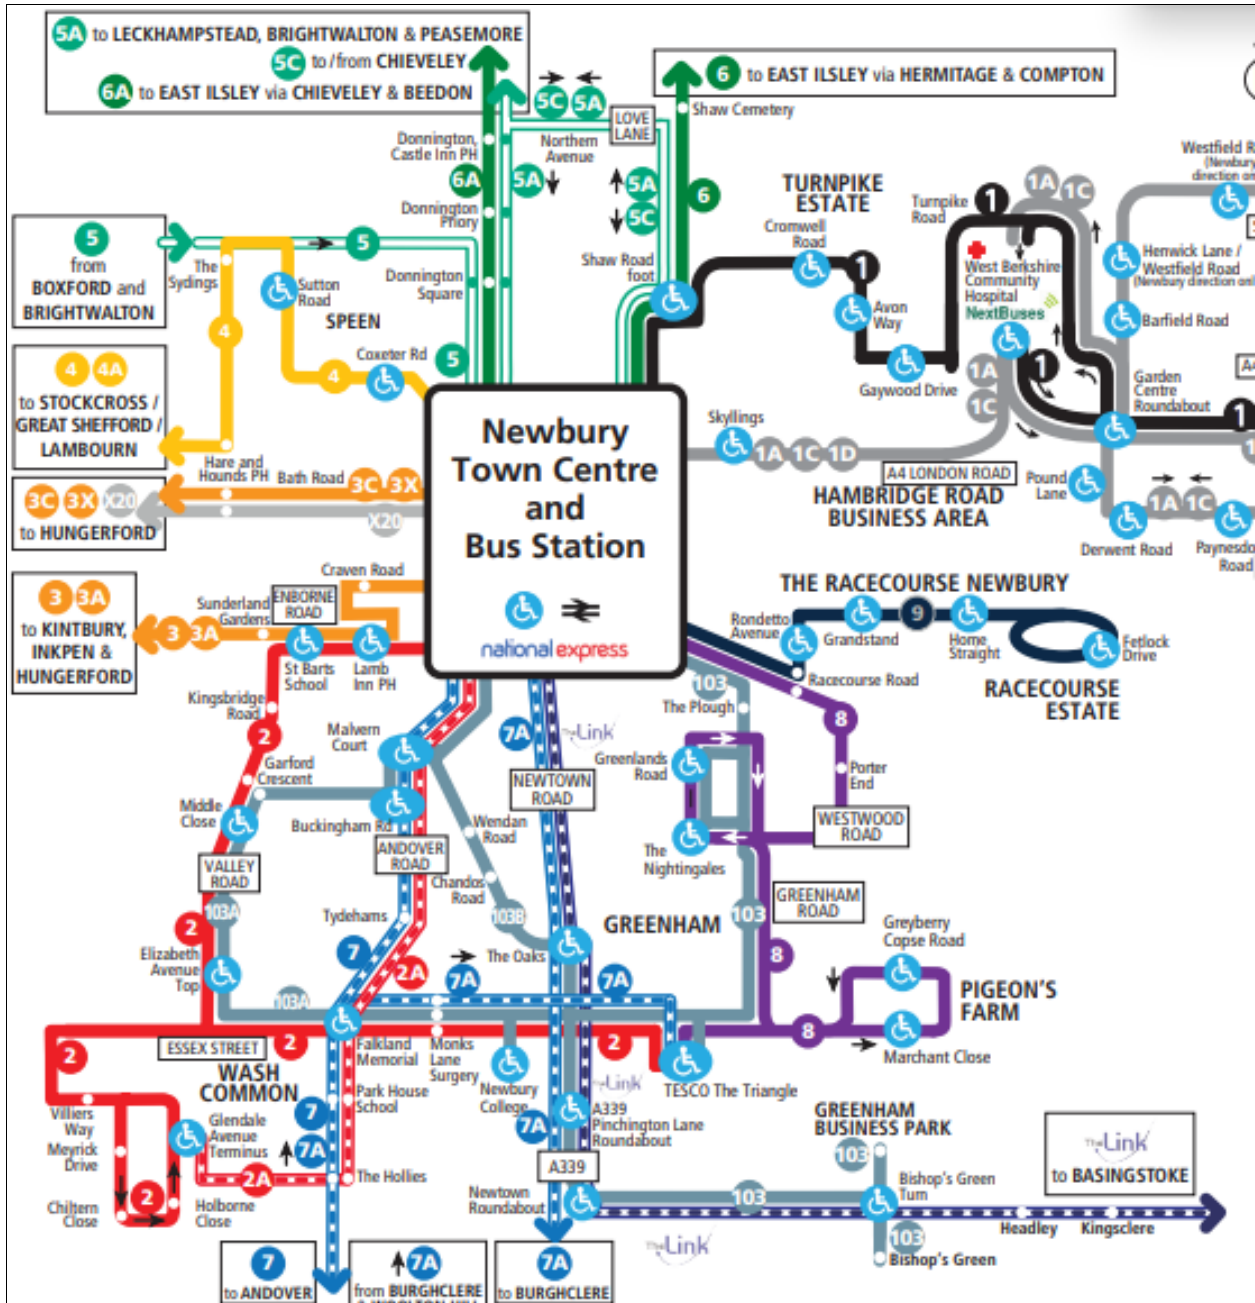 5A to LECKHAMPSTEAD, BRIGHTWALTON & PEASEMORE
5C to/from CHIEVELEY
6A to EAST ILSLEY via CHIEVELEY & BEEDON
6 to EAST ILSLEY via HERMITAGE & COMPTON
5C 5A
LOVE
LANE
Shaw Cemetery
Donnington,
Castle Inn PH
Northern
Avenue
6A
5A
5A
5C
6
Donnington
Priory
Donnington
Square
Shaw Road
foot
5
from
BOXFORD and
BRIGHTWALTON
5
The
Sydings
Sutton
Road
SPEEN
4
Coxeter Rd
4
5
4 4A
to STOCKCROSS /
GREAT SHEFFORD /
LAMBOURN
Hare and
Hounds PH
Bath Road
3C 3X
X20
3C 3X X20
to HUNGERFORD
TURNPIKE
ESTATE
Cromwell
Road
1
Avon
Way
Gaywood Drive
Turnpike
Road
1
1A 1C
West Berkshire
Community
Hospital
NextBuses
1
1A
1C
Westfield R
(Newbury
direction on
Henwick Lane /
Westfield Road
(Newbury direction onl
Barfield Road
A4
Garden
Centre
Roundabout
1
1
Skyllings
1A 1C 1D
A4 LONDON ROAD
HAMBRIDGE ROAD
BUSINESS AREA
Pound
Lane
1A 1C
Derwent Road
Paynesdo
Road
Newbury
Town Centre
and
Bus Station
national express
Craven Road
3 3A
to KINTBURY,
INKPEN &
HUNGERFORD
Sunderland
Gardens
ENBORNE
ROAD
3 3A
St Barts
School
Lamb
Inn PH
THE RACECOURSE NEWBURY
Rondetto
Avenue
Grandstand
9
Home
Straight
Fetlock
Drive
Racecourse Road
RACECOURSE
ESTATE
Kingsbridge
Road
2
Garford
Crescent
Middle
Close
VALLEY
ROAD
Malvern
Court
Buckingham Rd
ANDOVER
ROAD
7A
The Link
NEWTOWN
ROAD
Wendan
Road
Chandos
Road
103B
103
The Plough
Greenlands
Road
The
Nightingales
8
Porter
End
WESTWOOD
ROAD
GREENHAM
ROAD
103A
2
Tydehams
7
2A
The Oaks
7A
7A
GREENHAM
103
8
Greyberry
Copse Road
PIGEON'S
FARM
8
Marchant Close
Elizabeth
Avenue
Top
103A
2
ESSEX STREET
2
WASH
COMMON
Falkland
Memorial
Monks
Lane
Surgery
Newbury
College
2
TESCO The Triangle
The Link
Villiers
Way
Meyrick
Drive
Chiltern
Close
2
Holborne
Close
Glendale
Avenue
Terminus
Park House
School
7
7A
2A
The Hollies
7A
A339
Pinchington Lane
Roundabout
A339
Newtown
Roundabout
103
GREENHAM
BUSINESS PARK
103
Bishop's Green
Turn
103
Bishop's Green
The Link
to BASINGSTOKE
Headley
Kingsclere
The Link
7
to ANDOVER
7A
from BURGHCLERE
7A
to BURGHCLERE